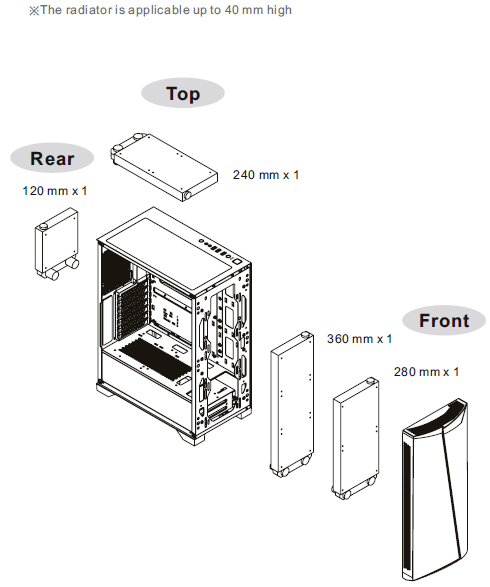 ※The radiator is applicable up to 40 mm high
Top
240 mm x 1
Rear
120 mm x 1
Front
360 mm x 1
280 mm x 1